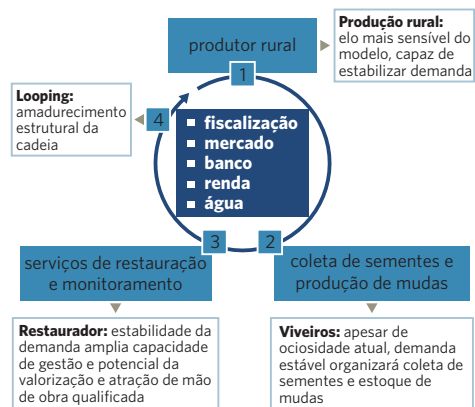 produtor rural
1
Produção rural:
elo mais sensível do
modelo, capaz de
estabilizar demanda
Looping:
amadurecimento
estrutural da
cadeia
4
fiscalização
mercado
banco
renda
água
3
2
serviços de restauração
e monitoramento
coleta de sementes e
produção de mudas
Restaurador: estabilidade da
demanda amplia capacidade
de gestão e potencial da
valorização e atração de mão
de obra qualificada
Viveiros: apesar de
ociosidade atual, demanda
estável organizará coleta de
sementes e estoque de
mudas